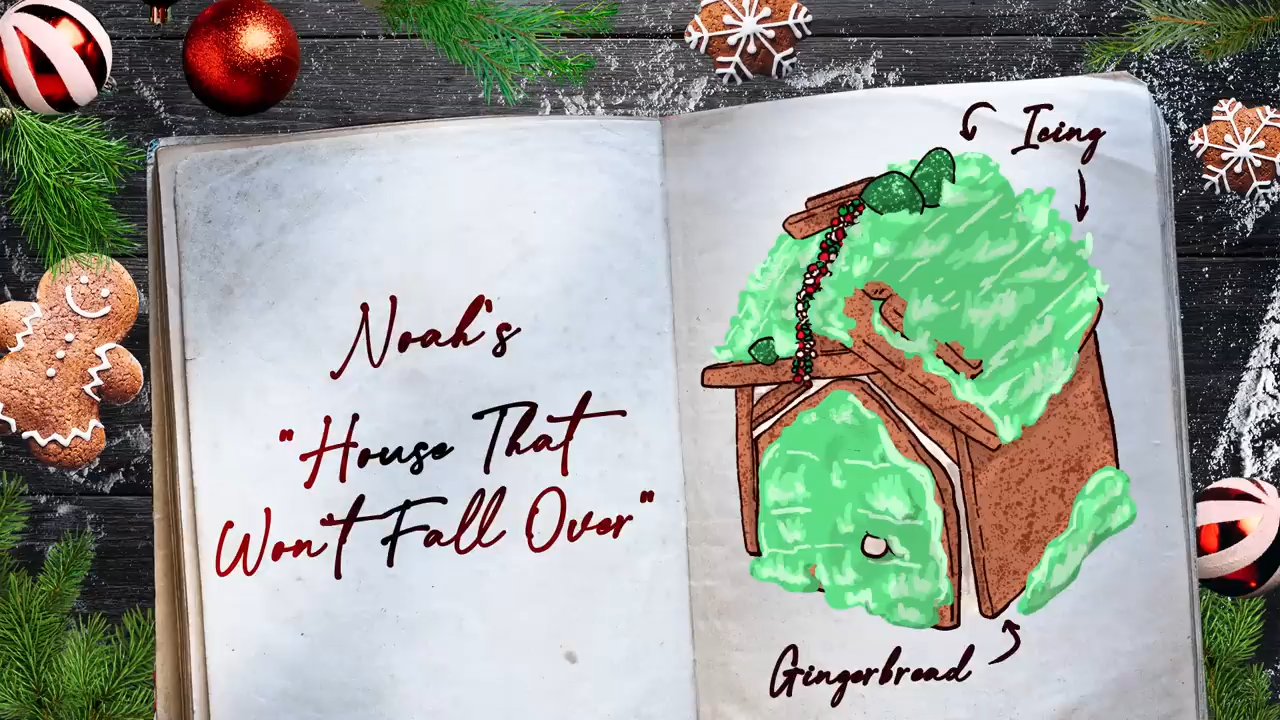 Noah's
"House That
Won't Fall Over"
Icing
Gingerbread